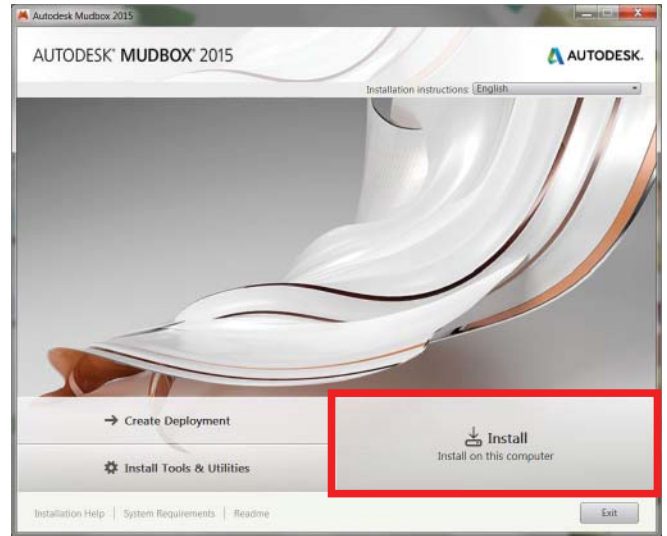 Autodesk Mudbox 2015
AUTODESK® MUDBOX® 2015
AUTODESK.
Installation instructions: English
Create Deployment
Install Tools & Utilities
Install
Install on this computer
Installation Help | System Requirements | Readme
Exit